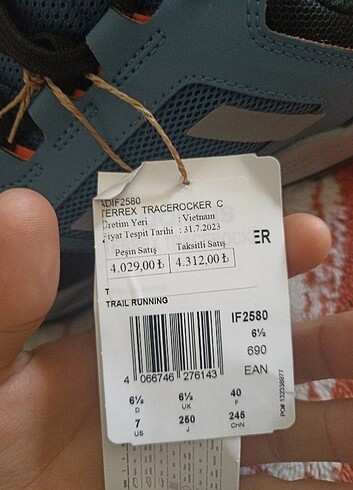 ADIF2580
TERREX TRACEROCKER C
Üretim Yeri : Vietnam
Fiyat Tespit Tarihi : 31.7.2023
Peşin Satış Taksitli Satış
4.029,00 ₺ 4.312,00 ₺
ER
TRAIL RUNNING
IF2580
6½
690
EAN
4 066746 276143
6½ 6½ 40
D UK F
7 250 245
US J CHN
PO# 132338977